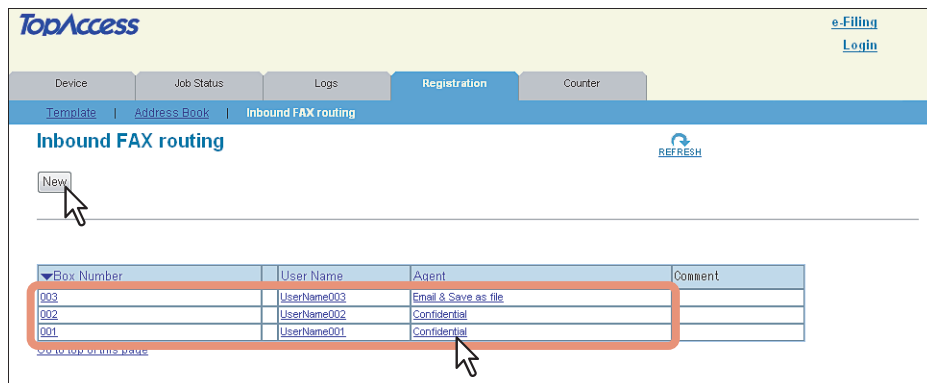 TopAccess
e-Filing
Login
Device Job Status Logs Registration Counter
Template | Address Book | Inbound FAX routing
Inbound FAX routing
REFRESH
New
Box Number User Name Agent Comment
003 UserName003 Email & Save as file
002 UserName002 Confidential
001 UserName001 Confidential
Go to top of this page